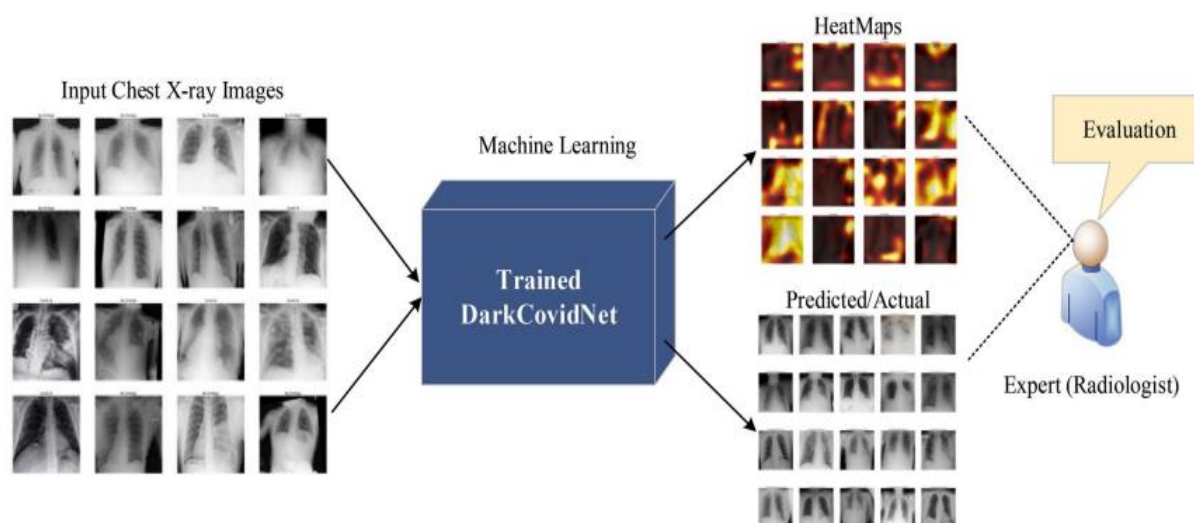 Input Chest X-ray Images
Machine Learning
Trained
DarkCovidNet
HeatMaps
Predicted/Actual
Evaluation
Expert (Radiologist)